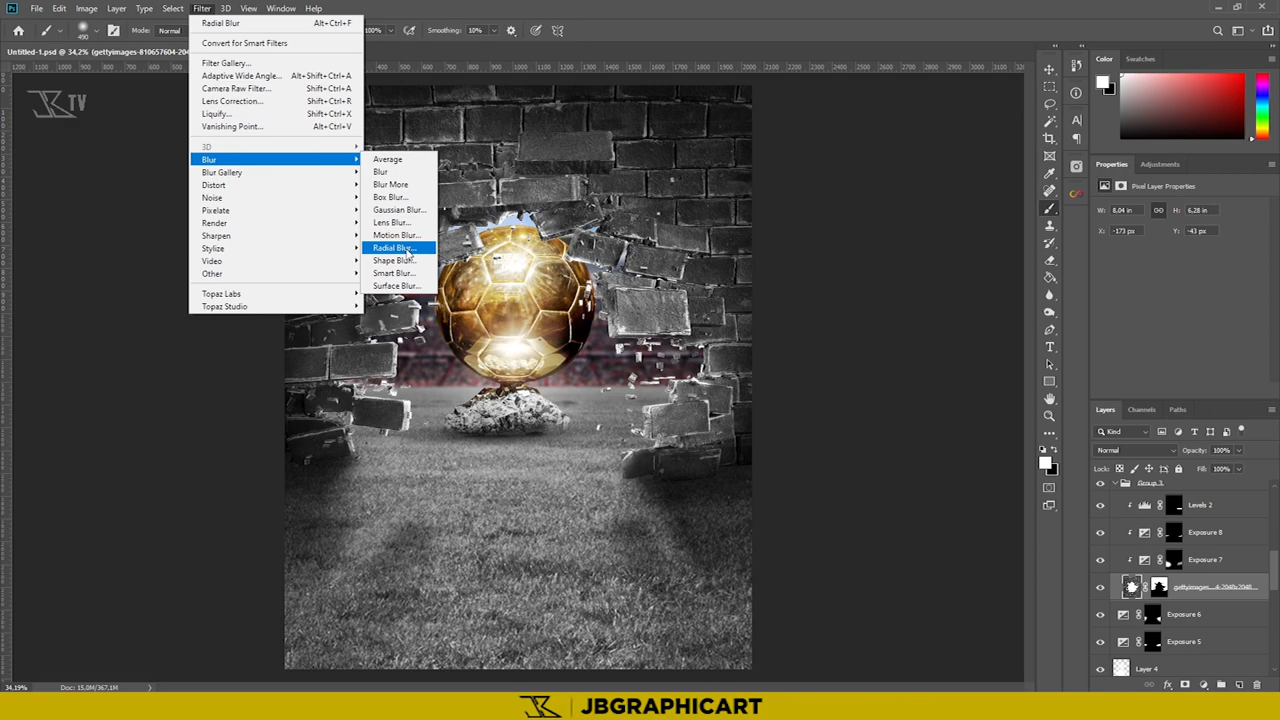 File Edit Image Layer Type Select Filter 3D View Window Help
490 Mode: Normal 100% Smoothing: 10%
Untitled-1.psd @ 34,2% (gettyimages-810657604-204
JK TV
Radial Blur Alt+Ctrl+F
Convert for Smart Filters
Filter Gallery...
Adaptive Wide Angle... Alt+Shift+Ctrl+A
Camera Raw Filter... Shift+Ctrl+A
Lens Correction... Shift+Ctrl+R
Liquify... Shift+Ctrl+X
Vanishing Point... Alt+Ctrl+V
3D
Blur
Blur Gallery
Distort
Noise
Pixelate
Render
Sharpen
Stylize
Video
Other
Topaz Labs
Topaz Studio
Average
Blur
Blur More
Box Blur...
Gaussian Blur...
Lens Blur...
Motion Blur...
Radial Blur...
Shape Blur...
Smart Blur...
Surface Blur...
Color Swatches
Properties Adjustments
Pixel Layer Properties
W: 8,04 in H: 6,28 in
X: -173 px Y: -43 px
Layers Channels Paths
Kind
Normal Opacity: 100%
Lock: Fill: 100%
Group 3
Levels 2
Exposure 8
Exposure 7
gettyimages-...4-2048x2048...
Exposure 6
Exposure 5
Layer 4
34,19% Doc: 15,0M/367,1M
JBGRAPHICART